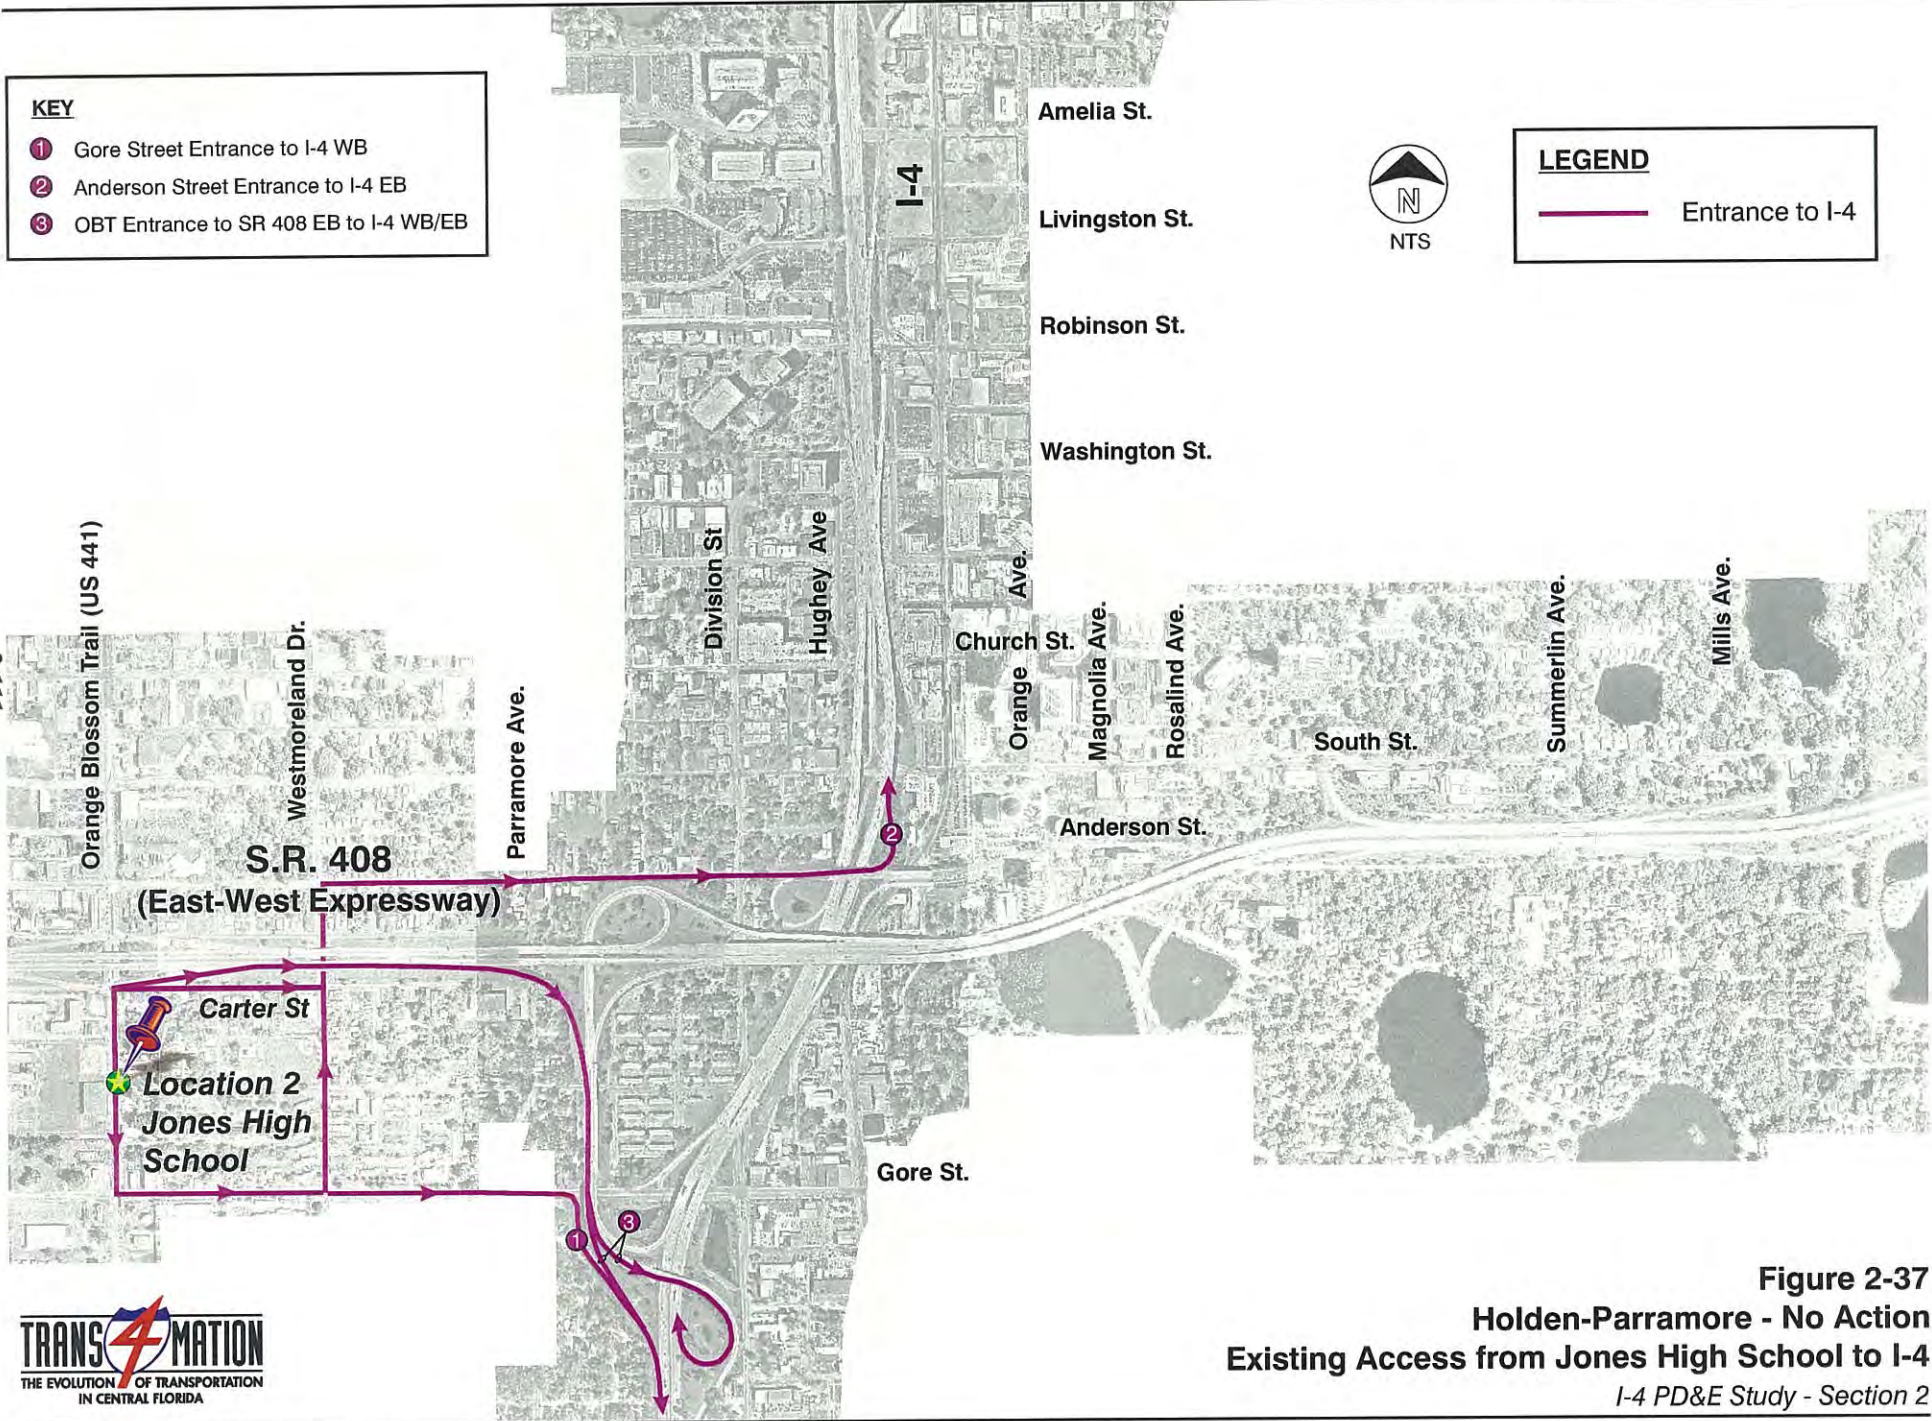 KEY
1 Gore Street Entrance to I-4 WB
2 Anderson Street Entrance to I-4 EB
3 OBT Entrance to SR 408 EB to I-4 WB/EB
Amelia St.
I-4
Livingston St.
N
NTS
LEGEND
Entrance to I-4
Robinson St.
Washington St.
Orange Blossom Trail (US 441)
Westmoreland Dr.
Parramore Ave.
Division St
Hughey Ave
Church St.
Orange Ave.
Magnolia Ave.
Rosalind Ave.
South St.
Summerlin Ave.
Mills Ave.
Anderson St.
2
S.R. 408
(East-West Expressway)
Carter St
Location 2
Jones High
School
Gore St.
1
3
TRANS4MATION
THE EVOLUTION OF TRANSPORTATION
IN CENTRAL FLORIDA
Figure 2-37
Holden-Parramore - No Action
Existing Access from Jones High School to I-4
I-4 PD&E Study - Section 2